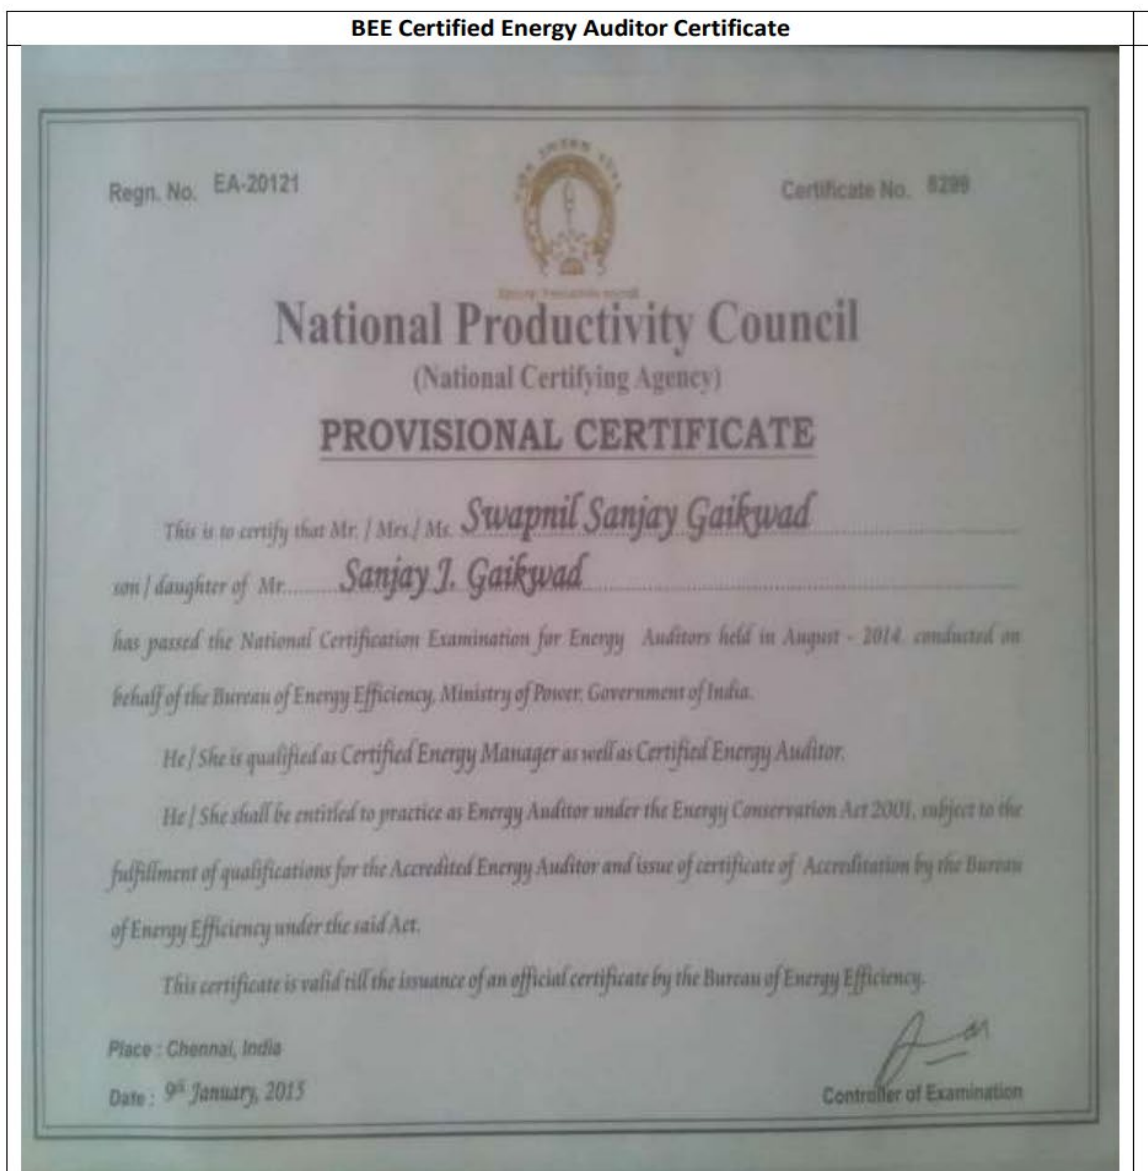 BEE Certified Energy Auditor Certificate
Regn. No. EA-20121
Certificate No. 8299
National Productivity Council
(National Certifying Agency)
PROVISIONAL CERTIFICATE
This is to certify that Mr. / Mrs./ Ms. Swapnil Sanjay Gaikwad
son / daughter of Mr. Sanjay J. Gaikwad
has passed the National Certification Examination for Energy Auditors held in August - 2014 conducted on
behalf of the Bureau of Energy Efficiency, Ministry of Power, Government of India.
He / She is qualified as Certified Energy Manager as well as Certified Energy Auditor.
He / She shall be entitled to practice as Energy Auditor under the Energy Conservation Act 2001, subject to the
fulfillment of qualifications for the Accredited Energy Auditor and issue of certificate of Accreditation by the Bureau
of Energy Efficiency under the said Act.
This certificate is valid till the issuance of an official certificate by the Bureau of Energy Efficiency.
Place : Chennai, India
Date : 9th January, 2015
Controller of Examination